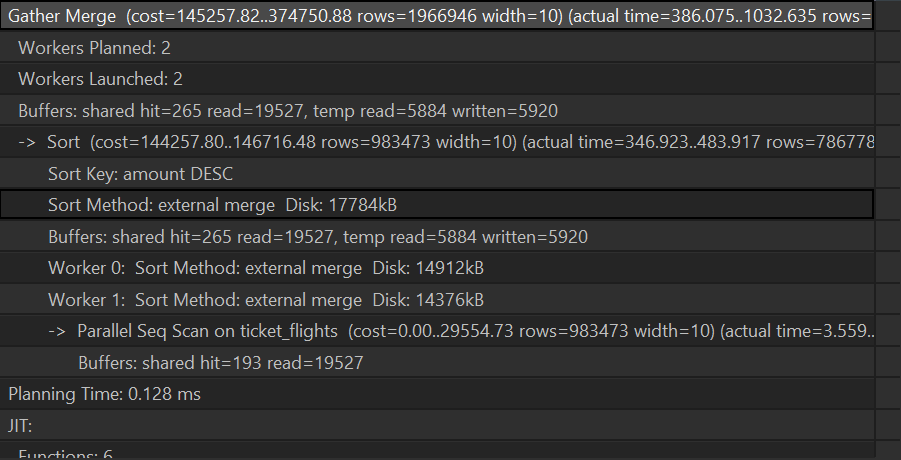 Gather Merge  (cost=145257.82..374750.88 rows=1966946 width=10) (actual time=386.075..1032.635 rows=
Workers Planned: 2
Workers Launched: 2
Buffers: shared hit=265 read=19527, temp read=5884 written=5920
->  Sort  (cost=144257.80..146716.48 rows=983473 width=10) (actual time=346.923..483.917 rows=786778
Sort Key: amount DESC
Sort Method: external merge  Disk: 17784kB
Buffers: shared hit=265 read=19527, temp read=5884 written=5920
Worker 0:  Sort Method: external merge  Disk: 14912kB
Worker 1:  Sort Method: external merge  Disk: 14376kB
->  Parallel Seq Scan on ticket_flights  (cost=0.00..29554.73 rows=983473 width=10) (actual time=3.559..
Buffers: shared hit=193 read=19527
Planning Time: 0.128 ms
JIT:
Functions: 6